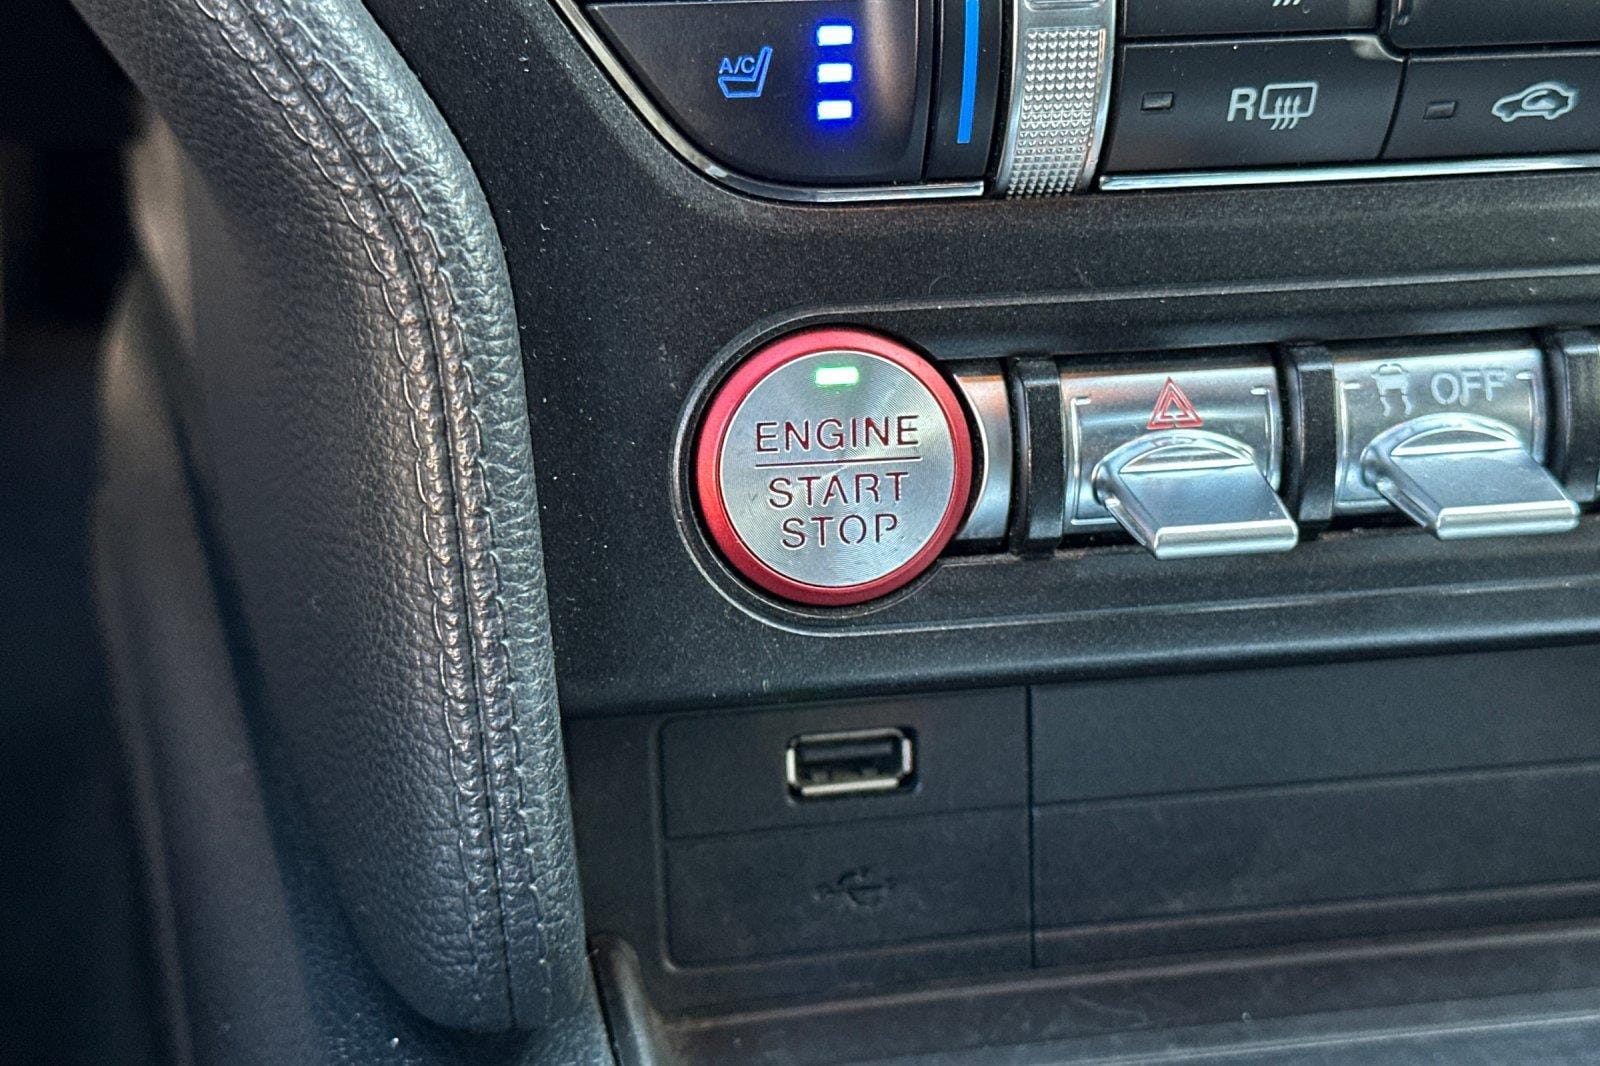 A/C
R
ENGINE
START
STOP
OFF